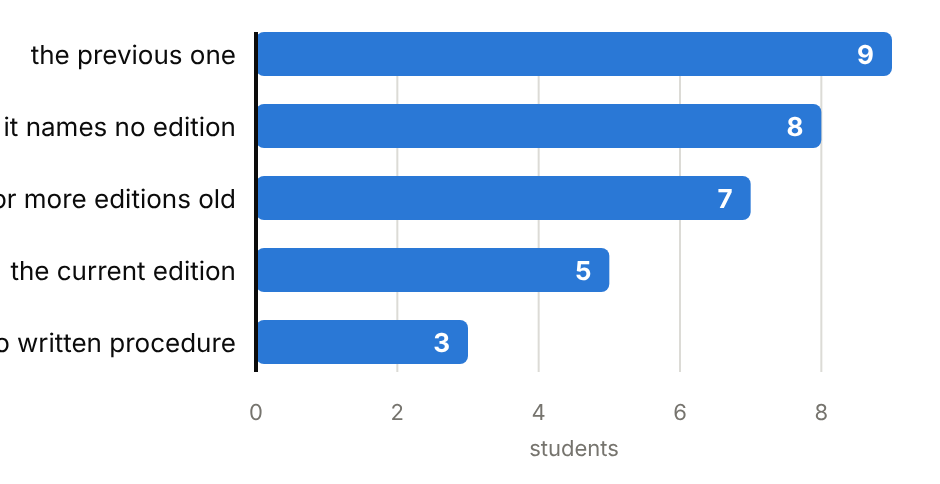 the previous one 9
it names no edition 8
more editions old 7
the current edition 5
written procedure 3
0 2 4 6 8
students